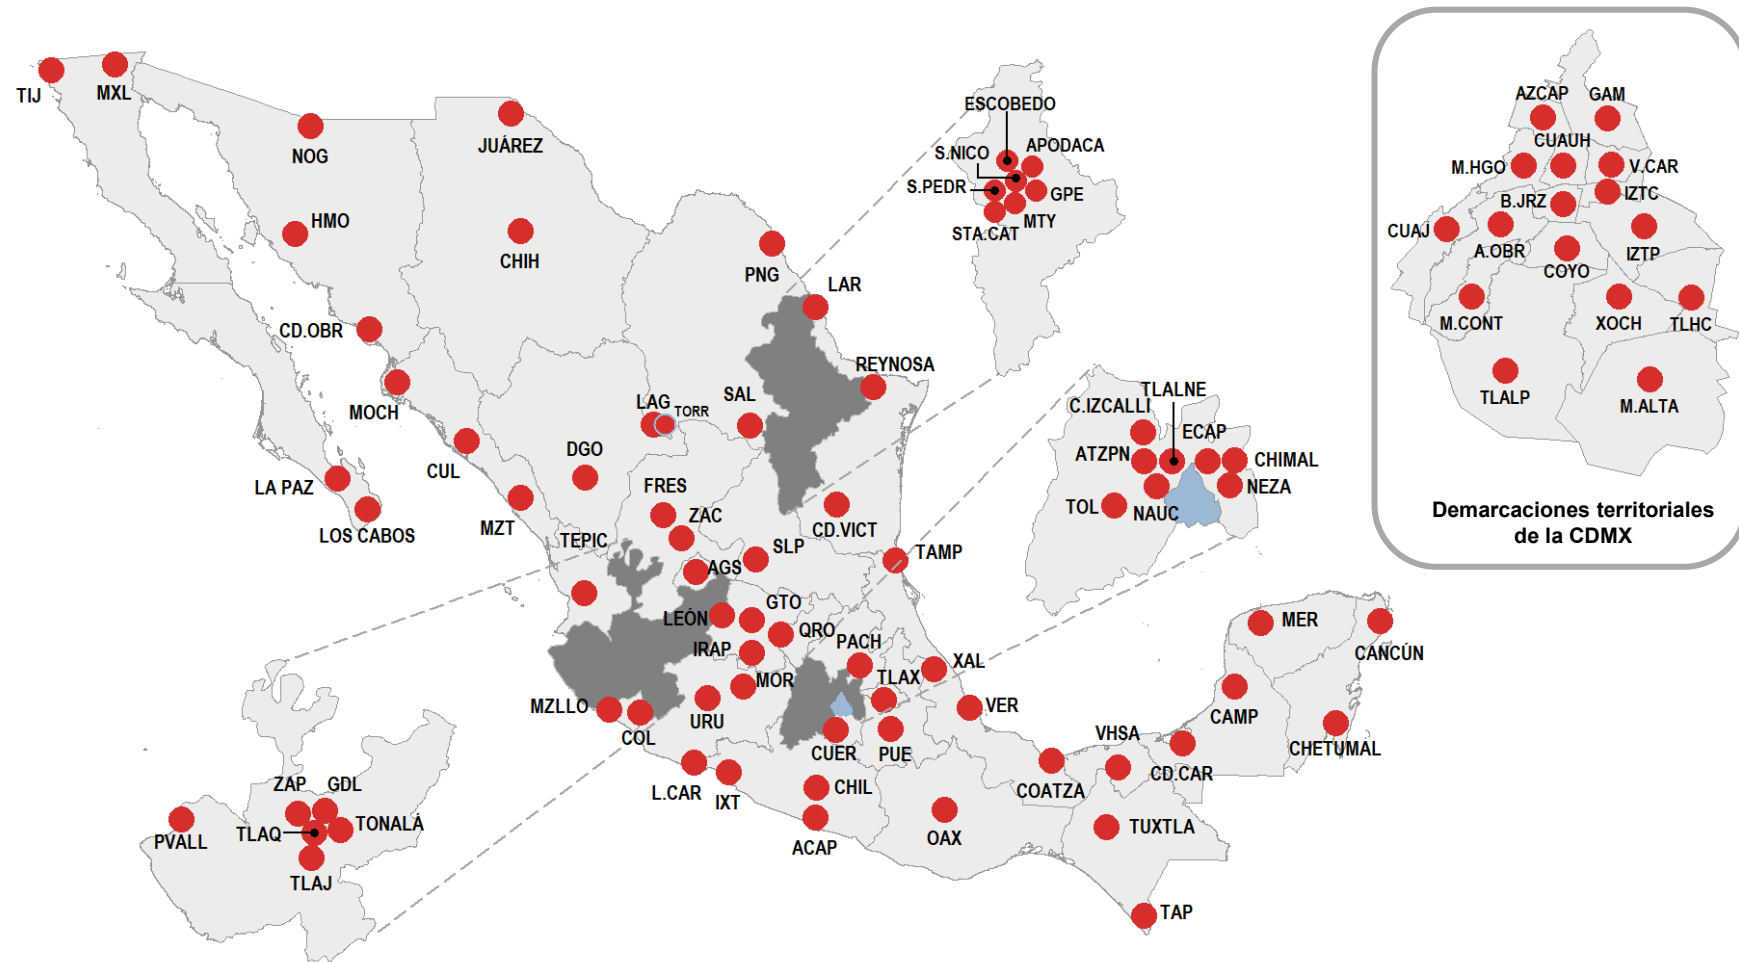 TIJ
MXL
NOG
JUÁREZ
HMO
CHIH
CD.OBR
MOCH
PNG
LAR
REYNOSA
SAL
LAG
TORR
DGO
CUL
LA PAZ
LOS CABOS
MZT
FRES
ZAC
CD.VICT
TEPIC
SLP
TAMP
AGS
LEÓN
GTO
QRO
IRAP
PACH
MOR
TLAX
XAL
MZLLO
COL
URU
VER
CUER
PUE
L.CAR
IXT
CHIL
ACAP
OAX
COATZA
VHSA
CD.CAR
CAMP
MER
CANCÚN
CHETUMAL
TUXTLA
TAP
ESCOBEDO
S.NICO
APODACA
S.PEDR
GPE
MTY
STA.CAT
TLALNE
C.IZCALLI
ECAP
ATZPN
CHIMAL
NEZA
TOL
NAUC
ZAP
GDL
PVALL
TLAQ
TONALÁ
TLAJ
AZCAP
GAM
CUAUH
M.HGO
V.CAR
B.JRZ
IZTC
CUAJ
A.OBR
COYO
IZTP
M.CONT
XOCH
TLHC
TLALP
M.ALTA
Demarcaciones territoriales
de la CDMX